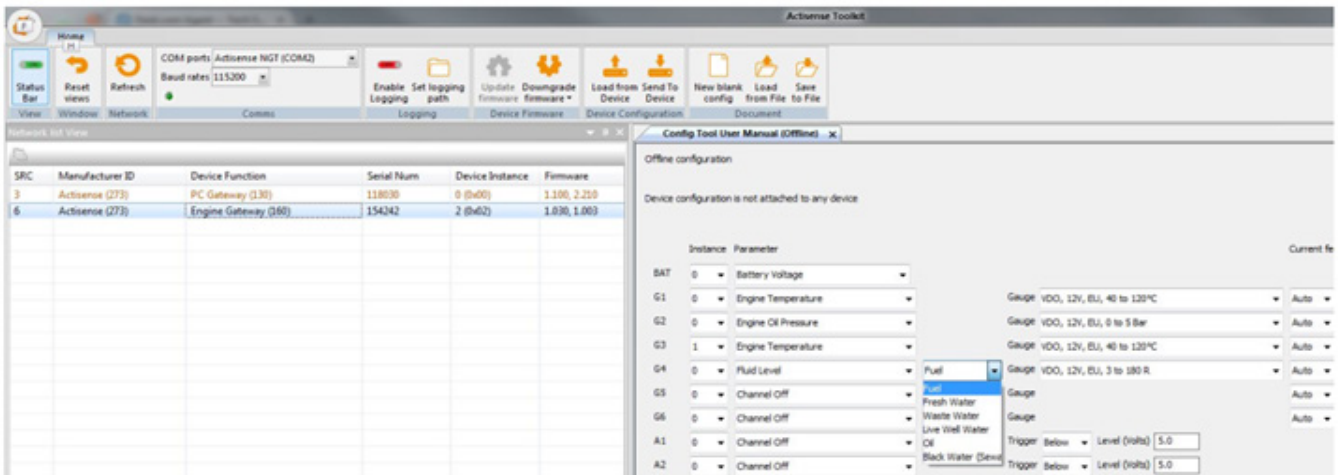 Actisense Toolkit
Home
H
COM ports Actisense NGT (COM2)
Baud rates 115200
Status Bar
Reset views
Refresh
Enable Logging
Set logging path
Update firmware
Downgrade firmware
Load from Device
Send To Device
New blank config
Load from File
Save to File
View Window Network Comms Logging Device Firmware Device Configuration Document
Network list View
Config Tool User Manual (Offline) x
Offline configuration
SRC Manufacturer ID Device Function Serial Num Device Instance Firmware
3 Actisense (273) PC Gateway (130) 118030 0 (0x00) 1.100, 2.210
6 Actisense (273) Engine Gateway (160) 154242 2 (0x02) 1.030, 1.003
Device configuration is not attached to any device
Instance Parameter Current fe
BAT 0 Battery Voltage
G1 0 Engine Temperature Gauge VDO, 12V, EU, 40 to 120°C Auto
G2 0 Engine Oil Pressure Gauge VDO, 12V, EU, 0 to 5 Bar Auto
G3 1 Engine Temperature Gauge VDO, 12V, EU, 40 to 120°C Auto
G4 0 Fluid Level Fuel Gauge VDO, 12V, EU, 3 to 180 R Auto
Fuel
G5 0 Channel Off Gauge Auto
Fresh Water
G6 0 Channel Off Waste Water Gauge Auto
Live Well Water
A1 0 Channel Off Oil Trigger Below Level (Volts) 5.0
Black Water (Sewa
A2 0 Channel Off Trigger Below Level (Volts) 5.0